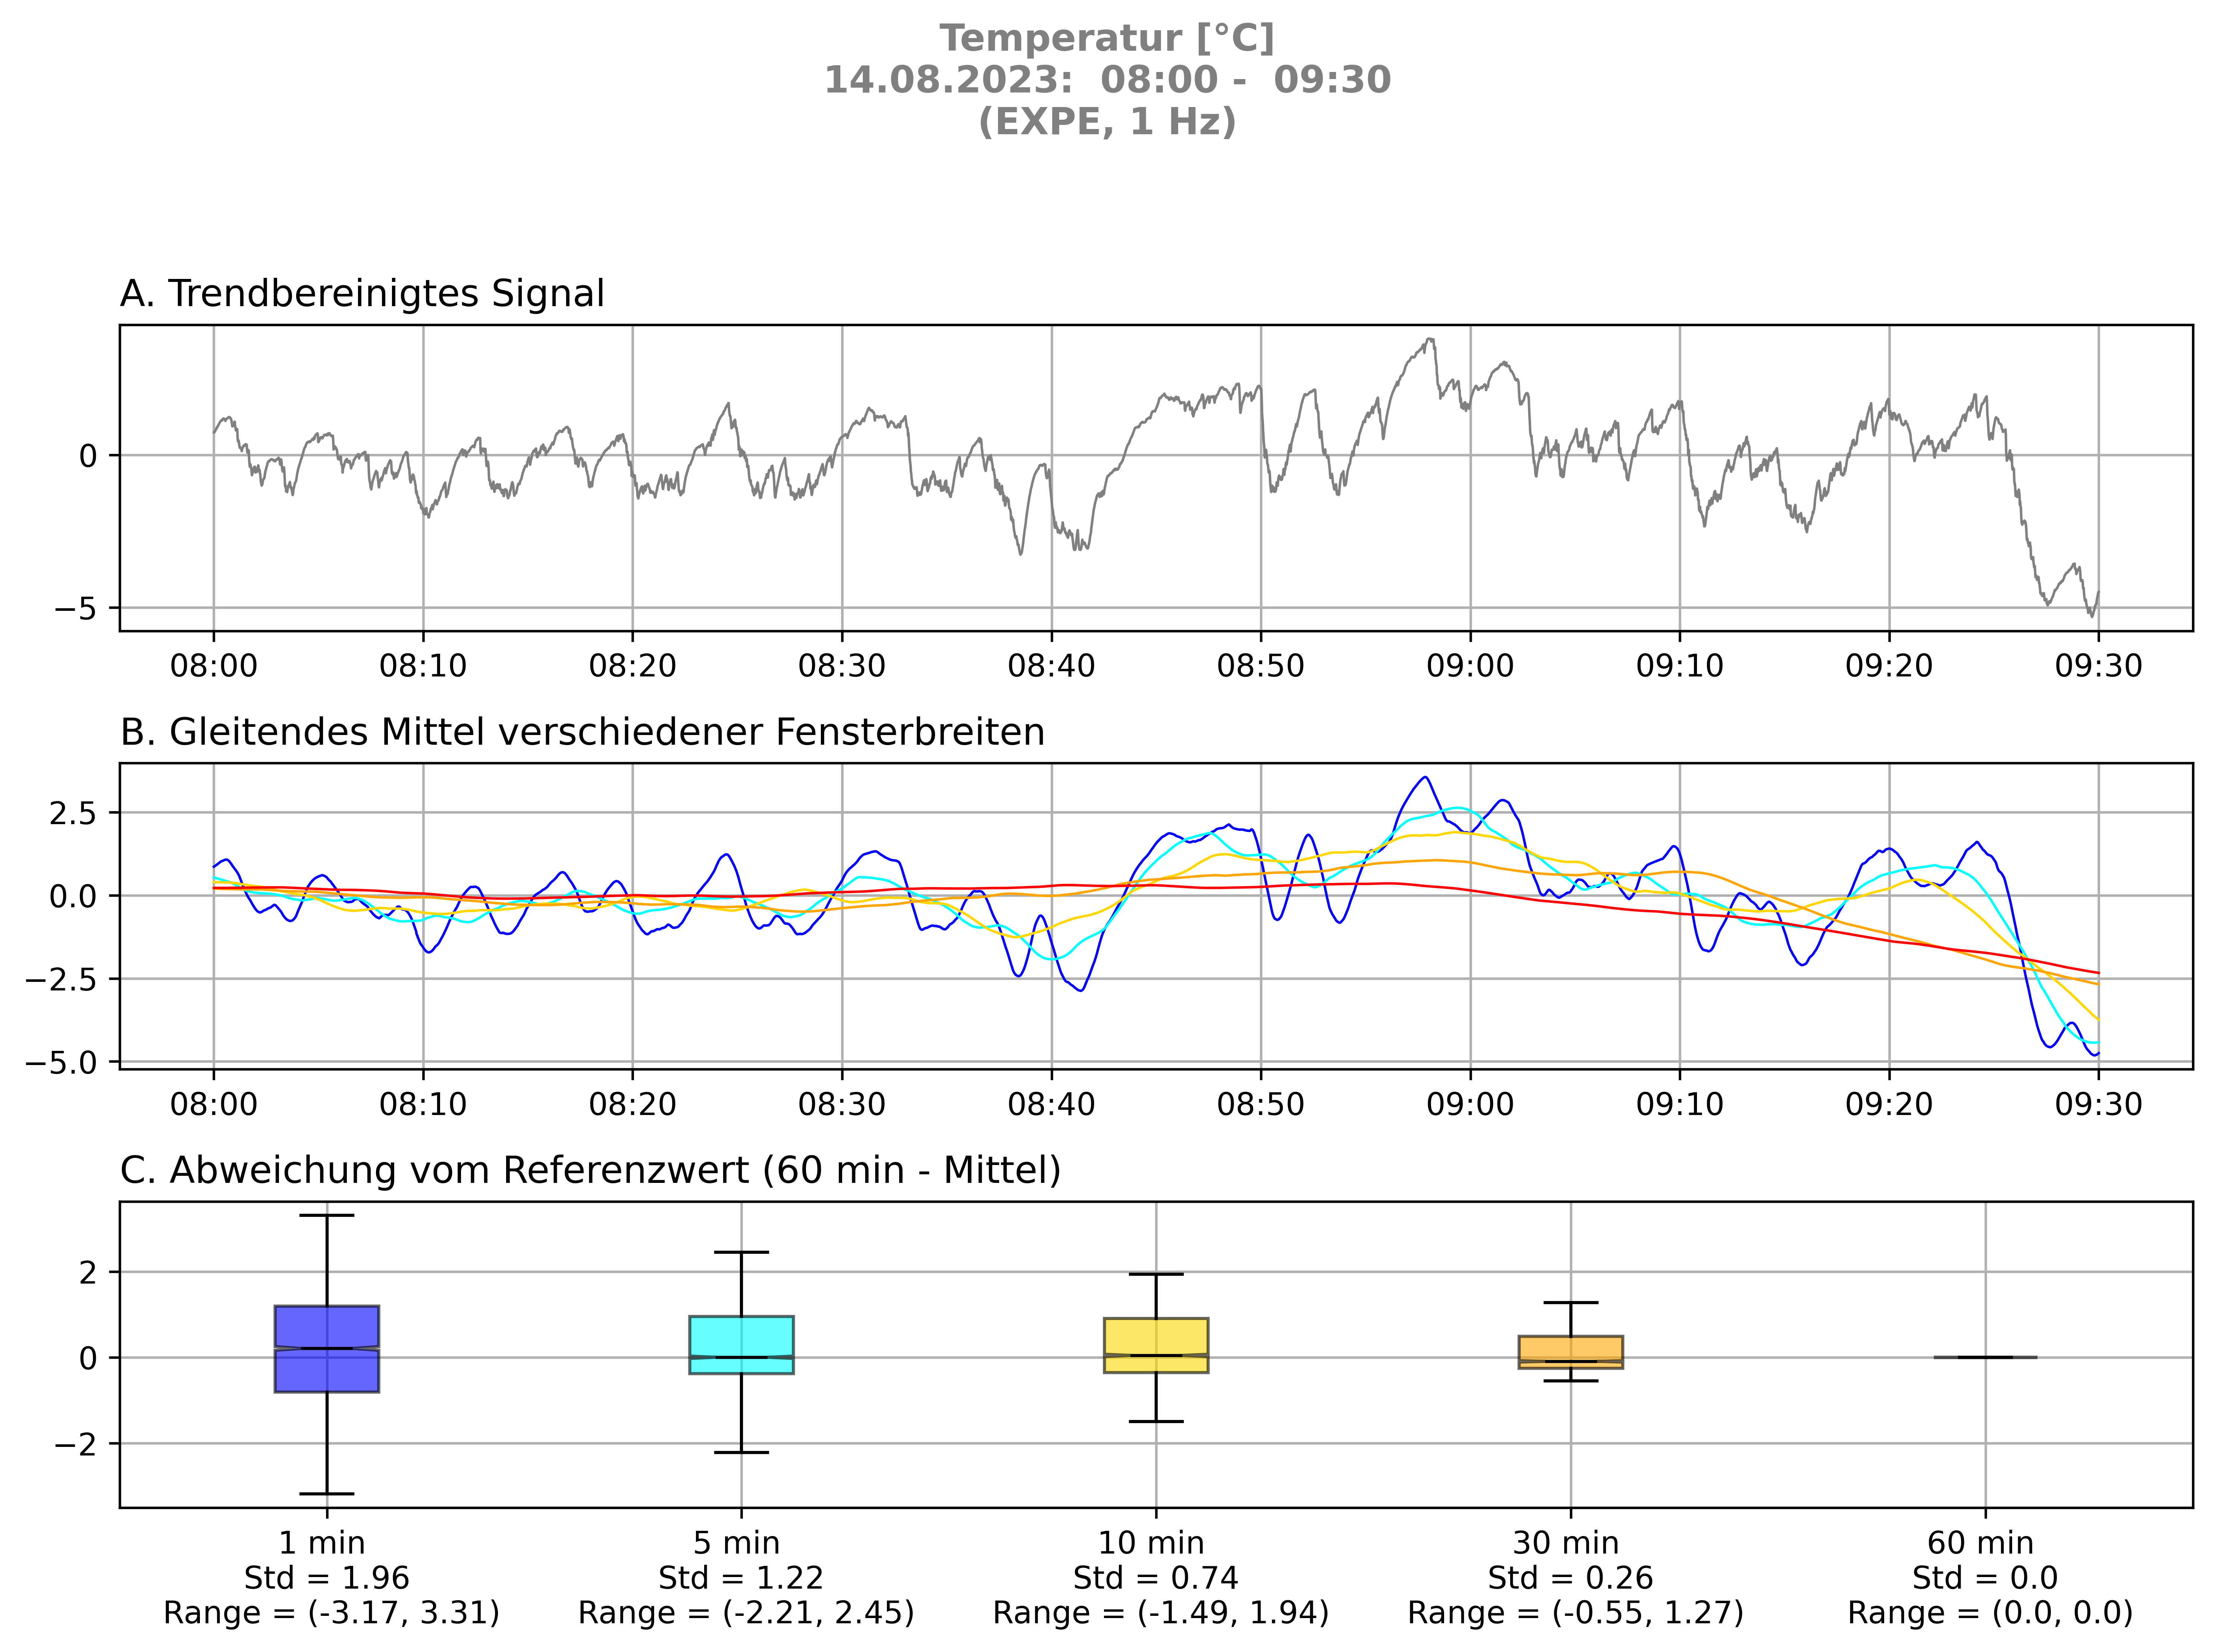 Temperatur [°C]
14.08.2023:  08:00 -  09:30
(EXPE, 1 Hz)
A. Trendbereinigtes Signal
0
−5
08:00 08:10 08:20 08:30 08:40 08:50 09:00 09:10 09:20 09:30
B. Gleitendes Mittel verschiedener Fensterbreiten
2.5
0.0
−2.5
−5.0
08:00 08:10 08:20 08:30 08:40 08:50 09:00 09:10 09:20 09:30
C. Abweichung vom Referenzwert (60 min - Mittel)
2
0
−2
1 min 5 min 10 min 30 min 60 min
Std = 1.96 Std = 1.22 Std = 0.74 Std = 0.26 Std = 0.0
Range = (-3.17, 3.31) Range = (-2.21, 2.45) Range = (-1.49, 1.94) Range = (-0.55, 1.27) Range = (0.0, 0.0)